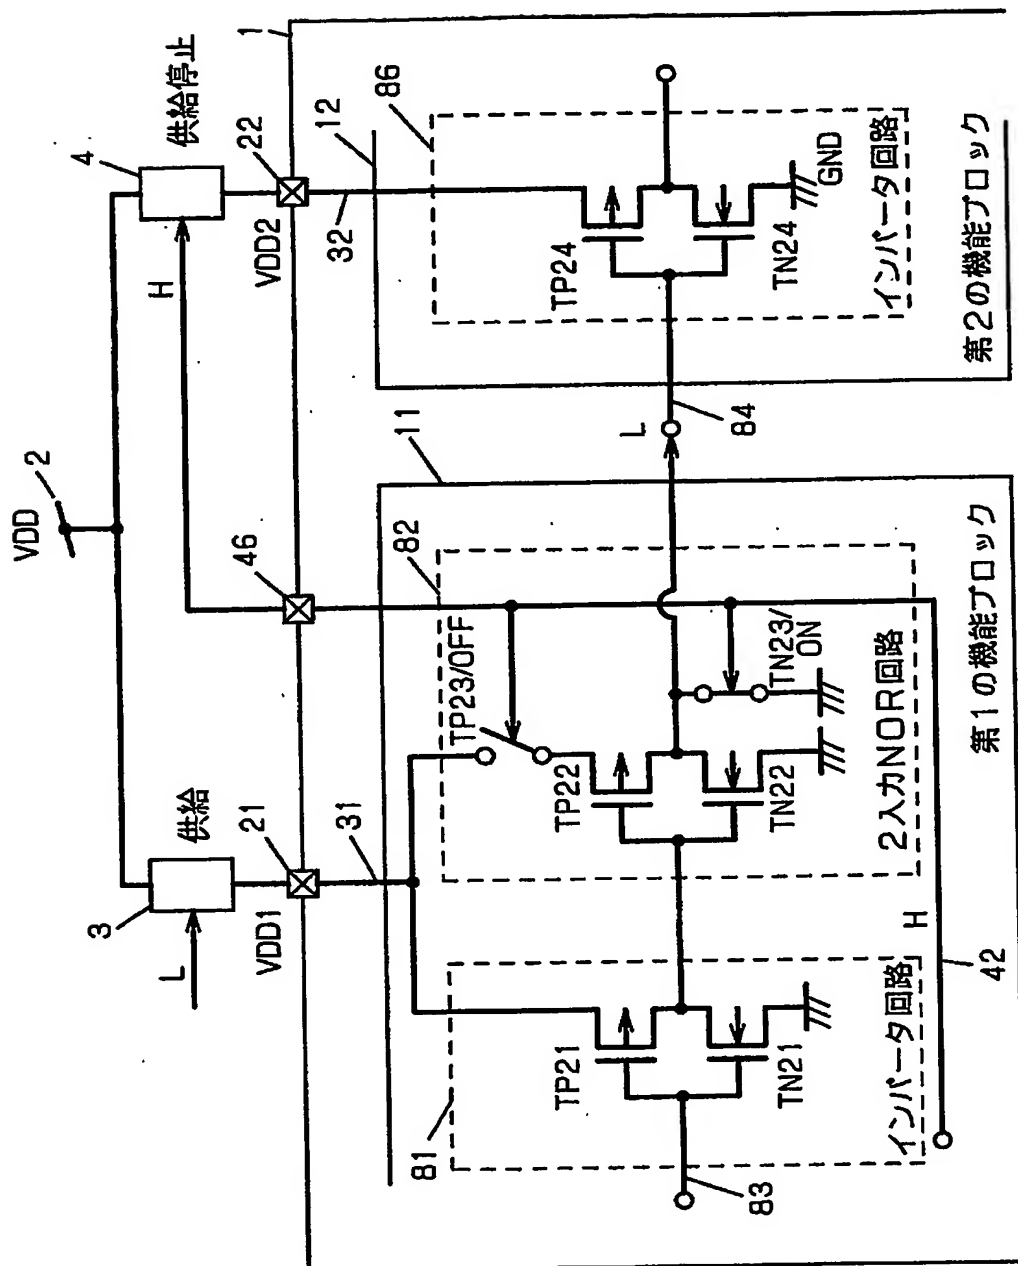 VDD
2
3
供給
L
VDD1
21
31
46
H
4
供給停止
VDD2
22
32
1
12
86
11
82
TP23/OFF
TP22
TN22
TN23/
ON
2入力NOR回路
第1の機能ブロック
81
TP21
TN21
インバータ回路
83
H
42
L
84
TP24
TN24
GND
インバータ回路
第2の機能ブロック